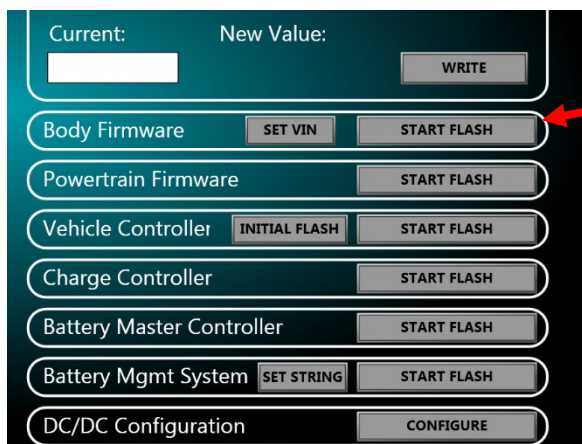 Current: New Value:
WRITE
Body Firmware SET VIN START FLASH
Powertrain Firmware START FLASH
Vehicle Controller INITIAL FLASH START FLASH
Charge Controller START FLASH
Battery Master Controller START FLASH
Battery Mgmt System SET STRING START FLASH
DC/DC Configuration CONFIGURE